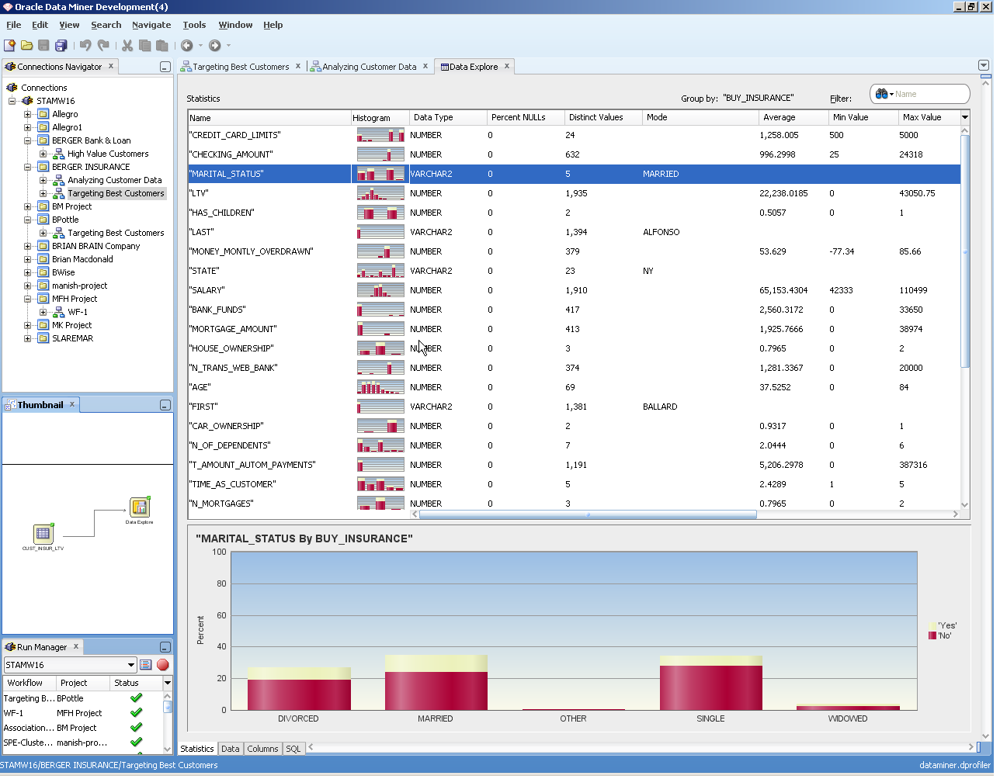 Oracle Data Miner Development(4)
File Edit View Search Navigate Tools Window Help
Connections Navigator
Targeting Best Customers Analyzing Customer Data Data Explore
Connections
STAMW16
Allegro
Allegro1
BERGER Bank & Loan
High Value Customers
BERGER INSURANCE
Analyzing Customer Data
Targeting Best Customers
BM Project
BPottle
Targeting Best Customers
BRIAN BRAIN Company
Brian Macdonald
BWise
manish-project
MFH Project
WF-1
MK Project
SLAREMAR
Thumbnail
Data Explore
CUST_INSUR_LTV
Run Manager
STAMW16
Workflow Project Status
Targeting B... BPottle
WF-1 MFH Project
Association... BM Project
SPE-Cluste... manish-pro...
Statistics Group by: "BUY_INSURANCE" Filter: Name
Name Histogram Data Type Percent NULLs Distinct Values Mode Average Min Value Max Value
"CREDIT_CARD_LIMITS" NUMBER 0 24 1,258.005 500 5000
"CHECKING_AMOUNT" NUMBER 0 632 996.2998 25 24318
"MARITAL_STATUS" VARCHAR2 0 5 MARRIED
"LTV" NUMBER 0 1,935 22,238.0185 0 43050.75
"HAS_CHILDREN" NUMBER 0 2 0.5057 0 1
"LAST" VARCHAR2 0 1,394 ALFONSO
"MONEY_MONTLY_OVERDRAWN" NUMBER 0 379 53.629 -77.34 85.66
"STATE" VARCHAR2 0 23 NY
"SALARY" NUMBER 0 1,910 65,153.4304 42333 110499
"BANK_FUNDS" NUMBER 0 417 2,560.3172 0 33650
"MORTGAGE_AMOUNT" NUMBER 0 413 1,925.7666 0 38974
"HOUSE_OWNERSHIP" NUMBER 0 3 0.7965 0 2
"N_TRANS_WEB_BANK" NUMBER 0 374 1,281.3367 0 20000
"AGE" NUMBER 0 69 37.5252 0 84
"FIRST" VARCHAR2 0 1,381 BALLARD
"CAR_OWNERSHIP" NUMBER 0 2 0.9317 0 1
"N_OF_DEPENDENTS" NUMBER 0 7 2.0444 0 6
"T_AMOUNT_AUTOM_PAYMENTS" NUMBER 0 1,191 5,206.2978 0 387316
"TIME_AS_CUSTOMER" NUMBER 0 5 2.4289 1 5
"N_MORTGAGES" NUMBER 0 3 0.7965 0 2
"MARITAL_STATUS By BUY_INSURANCE"
100
80
60
40
20
0
Percent
'Yes'
'No'
DIVORCED MARRIED OTHER SINGLE WIDOWED
Statistics Data Columns SQL
STAMW16/BERGER INSURANCE/Targeting Best Customers dataminer.dprofiler